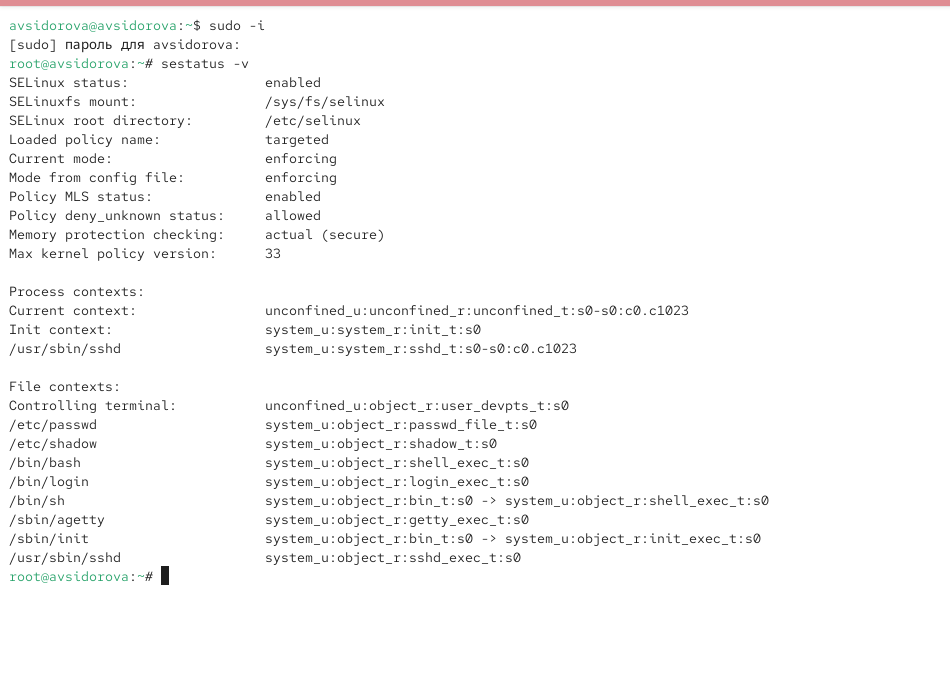 avsidorova@avsidorova:~$ sudo -i
[sudo] пароль для avsidorova:
root@avsidorova:~# sestatus -v
SELinux status:                 enabled
SELinuxfs mount:                /sys/fs/selinux
SELinux root directory:         /etc/selinux
Loaded policy name:             targeted
Current mode:                   enforcing
Mode from config file:          enforcing
Policy MLS status:              enabled
Policy deny_unknown status:     allowed
Memory protection checking:     actual (secure)
Max kernel policy version:      33

Process contexts:
Current context:                unconfined_u:unconfined_r:unconfined_t:s0-s0:c0.c1023
Init context:                   system_u:system_r:init_t:s0
/usr/sbin/sshd                  system_u:system_r:sshd_t:s0-s0:c0.c1023

File contexts:
Controlling terminal:           unconfined_u:object_r:user_devpts_t:s0
/etc/passwd                     system_u:object_r:passwd_file_t:s0
/etc/shadow                     system_u:object_r:shadow_t:s0
/bin/bash                       system_u:object_r:shell_exec_t:s0
/bin/login                      system_u:object_r:login_exec_t:s0
/bin/sh                         system_u:object_r:bin_t:s0 -> system_u:object_r:shell_exec_t:s0
/sbin/agetty                    system_u:object_r:getty_exec_t:s0
/sbin/init                      system_u:object_r:bin_t:s0 -> system_u:object_r:init_exec_t:s0
/usr/sbin/sshd                  system_u:object_r:sshd_exec_t:s0
root@avsidorova:~#